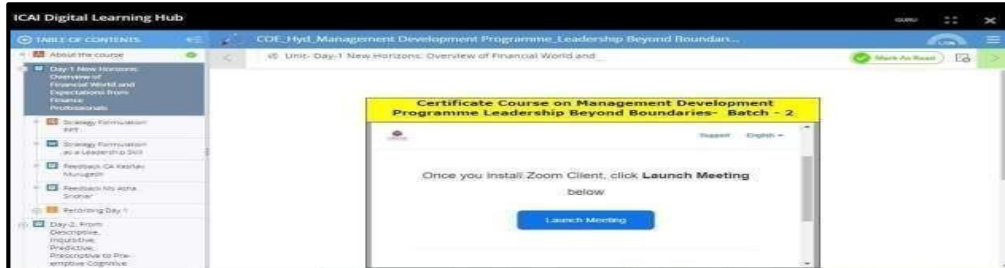 ICAI Digital Learning Hub
TABLE OF CONTENTS
COE_Hyd_Management Development Programme_Leadership Beyond Boundari...
About the course
Unit- Day-1 New Horizons: Overview of Financial World and
Mark As Read
Day-1 New Horizons:
Overview of
Financial World and
Expectations from
Finance
Professionals
Strategy Formulation
PPT
Strategy Formulation
as a Leadership Skill
Feedback CA Keshav
Murugesh
Feedback Ms Asha
Sridhar
Recording Day 1
Day-2. From
Descriptive,
Inquisitive,
Predictive,
Prescriptive to Pre-
emptive Cognitive
Certificate Course on Management Development
Programme Leadership Beyond Boundaries- Batch - 2
Support English
Once you install Zoom Client, click Launch Meeting
below
Launch Meeting